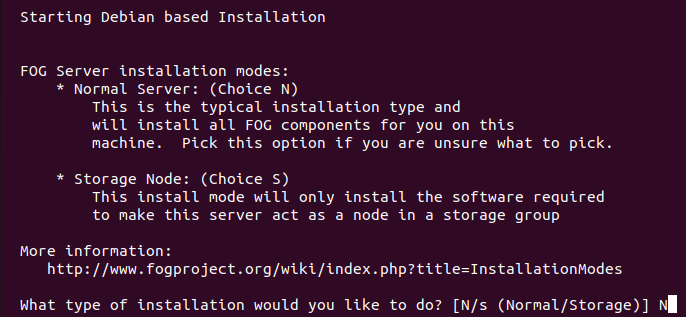 Starting Debian based Installation
FOG Server installation modes:
* Normal Server: (Choice N)
This is the typical installation type and
will install all FOG components for you on this
machine.  Pick this option if you are unsure what to pick.
* Storage Node: (Choice S)
This install mode will only install the software required
to make this server act as a node in a storage group
More information:
http://www.fogproject.org/wiki/index.php?title=InstallationModes
What type of installation would you like to do? [N/s (Normal/Storage)] N